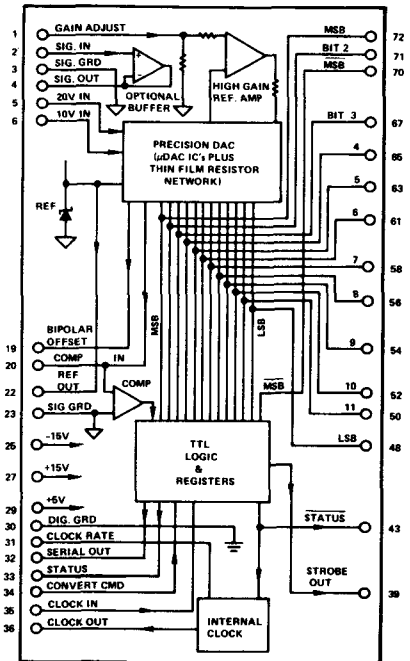 1 GAIN ADJUST
2 SIG. IN
3 SIG. GRD
4 SIG. OUT
5 20V IN
6 10V IN
OPTIONAL
BUFFER
HIGH GAIN
REF. AMP
PRECISION DAC
(μDAC IC's PLUS
THIN FILM RESISTOR
NETWORK)
REF
MSB
LSB
19 BIPOLAR
OFFSET
20 COMP IN
22 REF
OUT
COMP
23 SIG GRD
26 -15V
27 +15V
29 +5V
30 DIG. GRD
31 CLOCK RATE
32 SERIAL OUT
33 STATUS
34 CONVERT CMD
35 CLOCK IN
36 CLOCK OUT
TTL
LOGIC
&
REGISTERS
INTERNAL
CLOCK
MSB 72
BIT 2 71
M̅S̅B̅ 70
BIT 3 67
4 65
5 63
6 61
7 58
8 56
9 54
10 52
11 50
LSB 48
M̅S̅B̅
S̅T̅A̅T̅U̅S̅ 43
STROBE
OUT 39